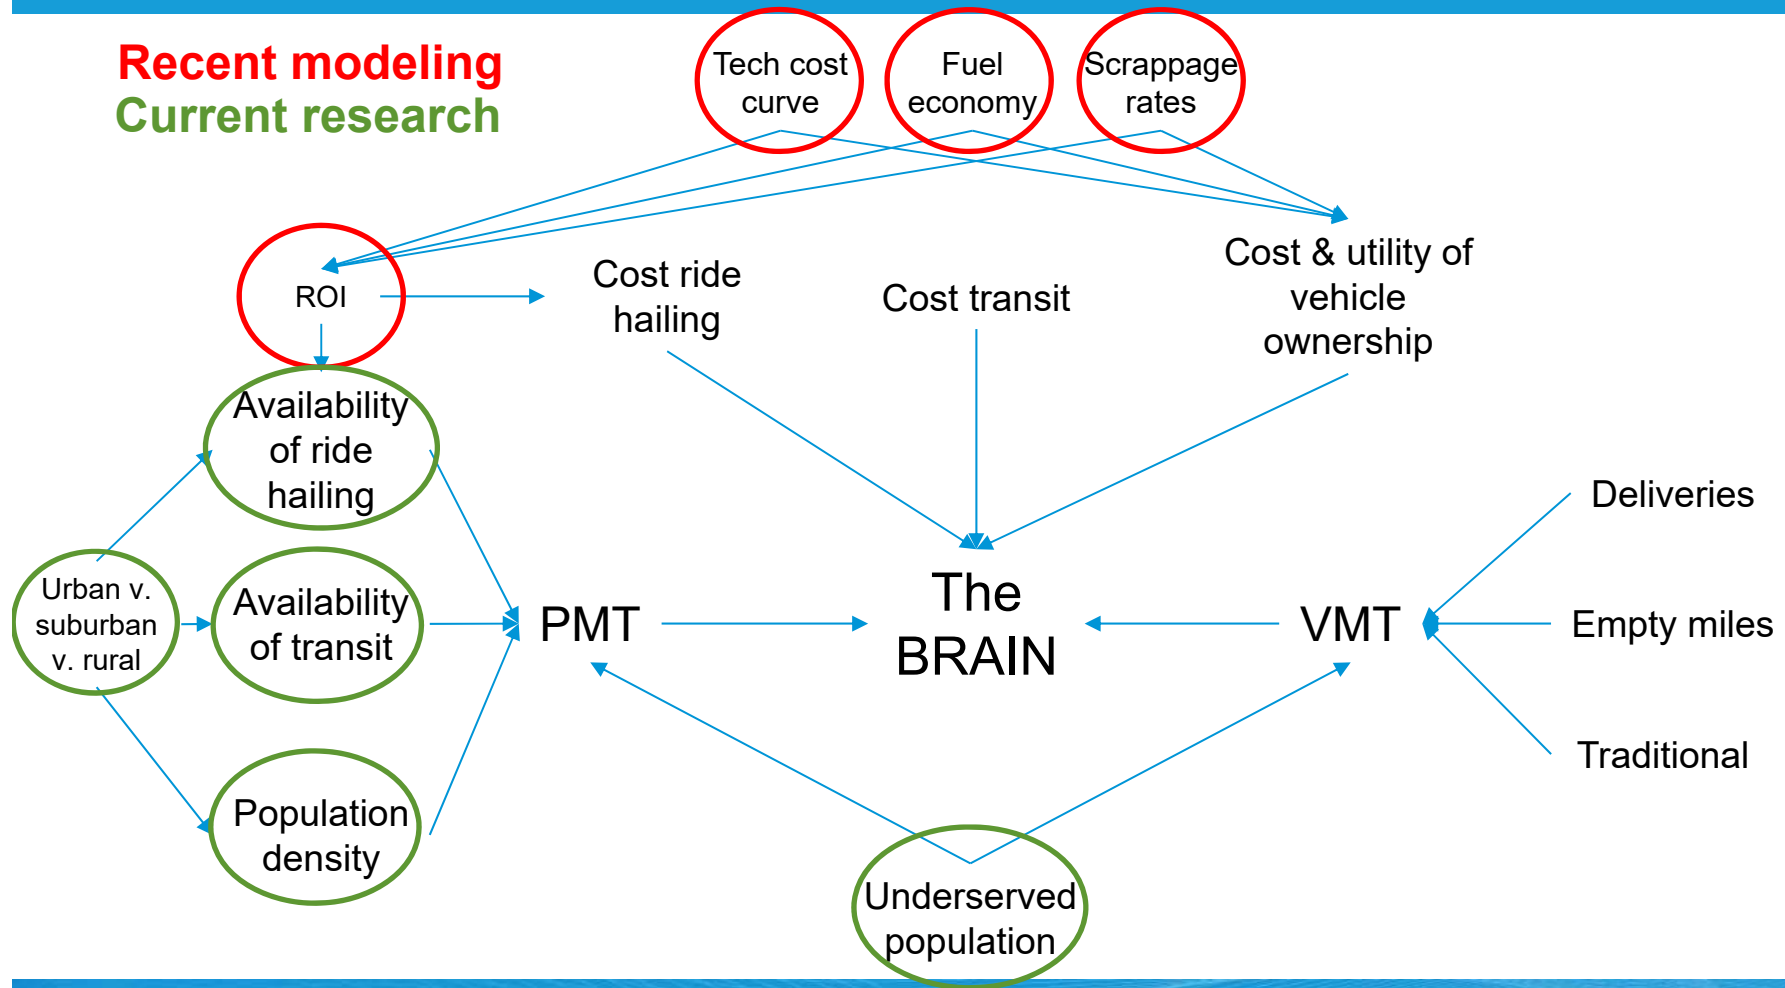 Recent modeling
Current research
Tech cost
curve
Fuel
economy
Scrappage
rates
ROI
Cost ride
hailing
Cost transit
Cost & utility of
vehicle
ownership
Availability
of ride
hailing
Urban v.
suburban
v. rural
Availability
of transit
Population
density
PMT
The
BRAIN
VMT
Deliveries
Empty miles
Traditional
Underserved
population